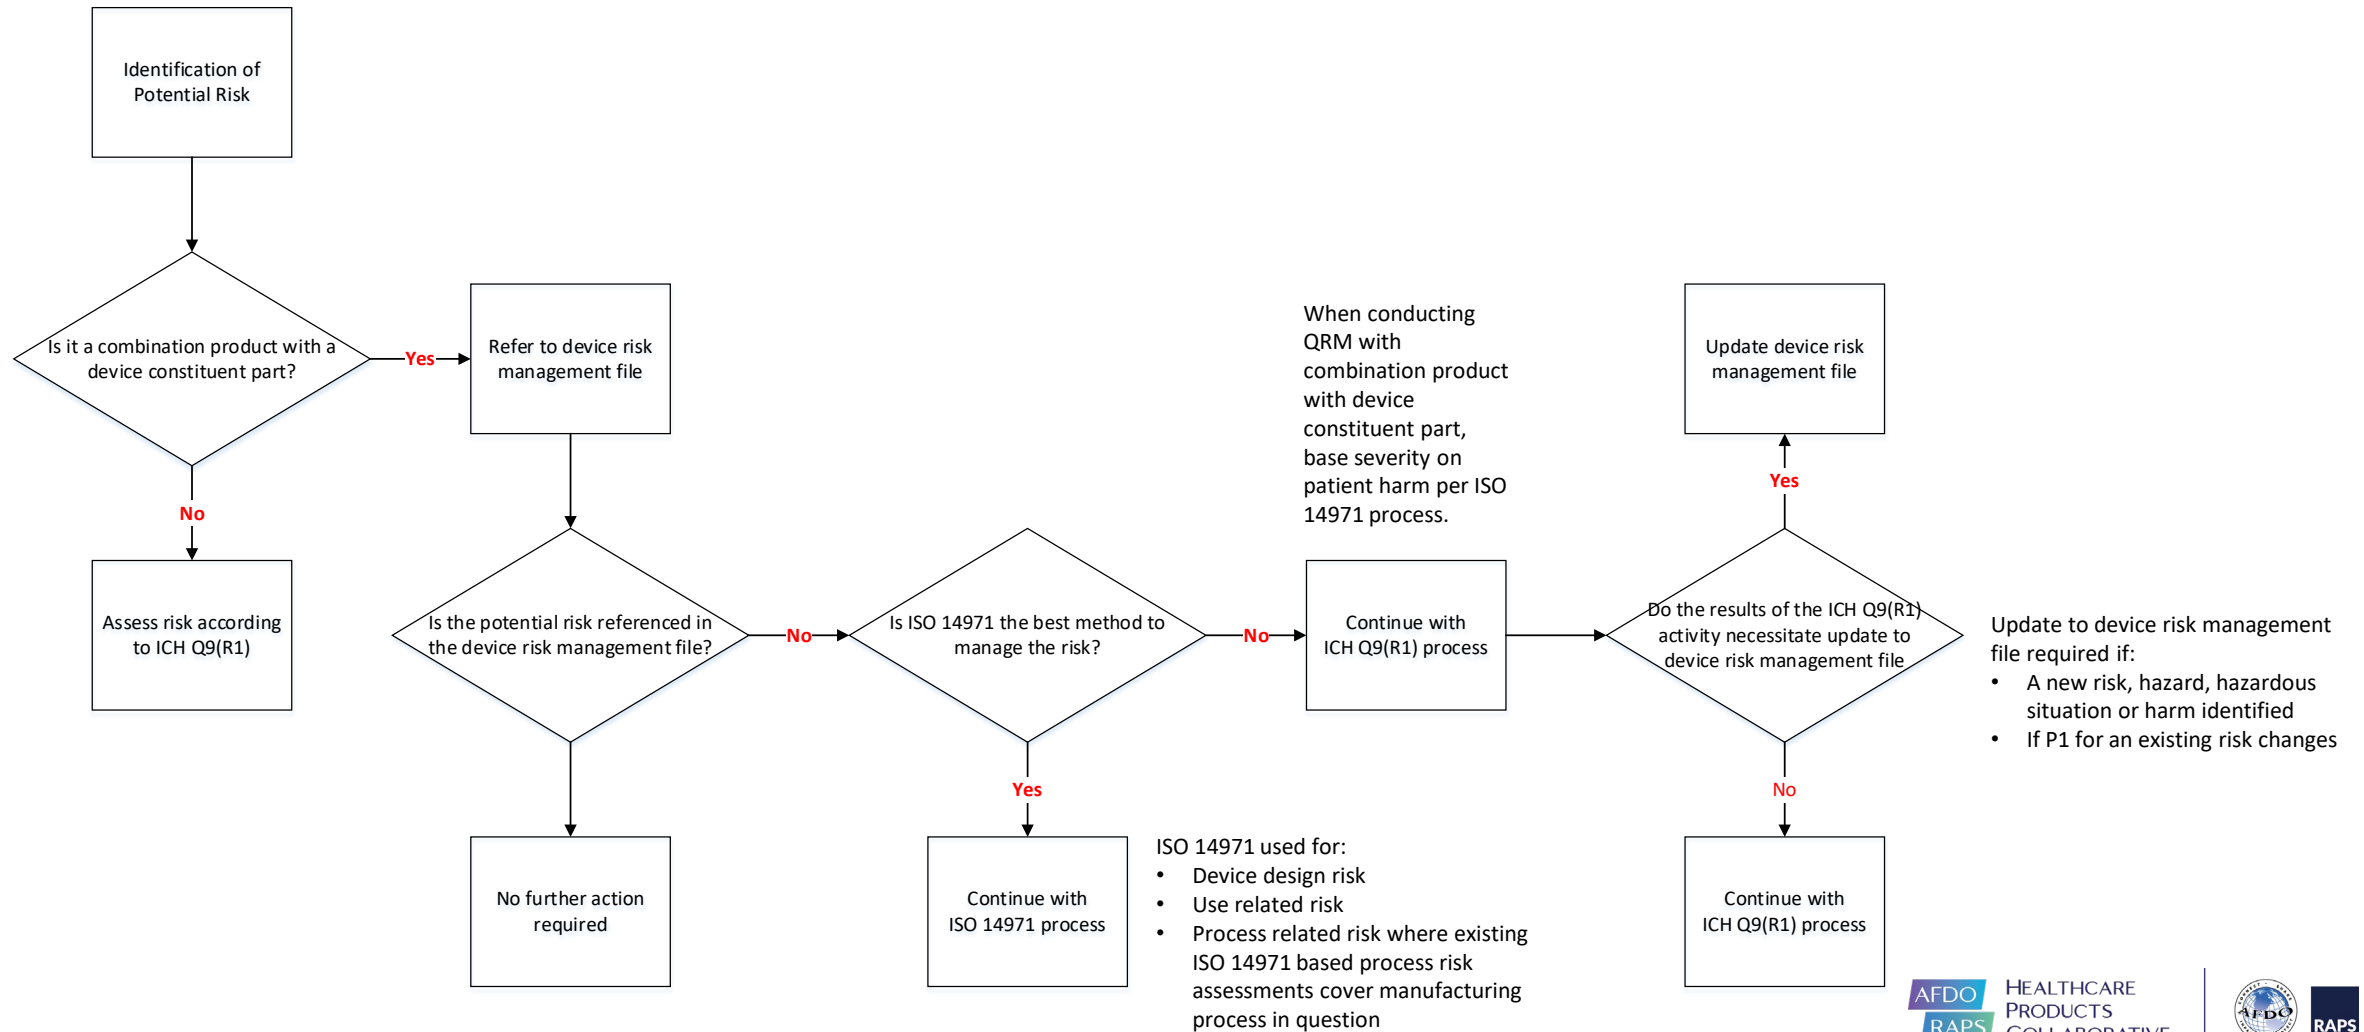 Identification of
Potential Risk
Is it a combination product with a
device constituent part?
Yes
No
Assess risk according
to ICH Q9(R1)
Refer to device risk
management file
Is the potential risk referenced in
the device risk management file?
No
No further action
required
Is ISO 14971 the best method to
manage the risk?
No
Yes
Continue with
ISO 14971 process
ISO 14971 used for:
• Device design risk
• Use related risk
• Process related risk where existing
ISO 14971 based process risk
assessments cover manufacturing
process in question
When conducting
QRM with
combination product
with device
constituent part,
base severity on
patient harm per ISO
14971 process.
Continue with
ICH Q9(R1) process
Do the results of the ICH Q9(R1)
activity necessitate update to
device risk management file
Yes
Update device risk
management file
No
Continue with
ICH Q9(R1) process
Update to device risk management
file required if:
• A new risk, hazard, hazardous
situation or harm identified
• If P1 for an existing risk changes
AFDO
RAPS
HEALTHCARE
PRODUCTS
COLLABORATIVE
AFDO
RAPS